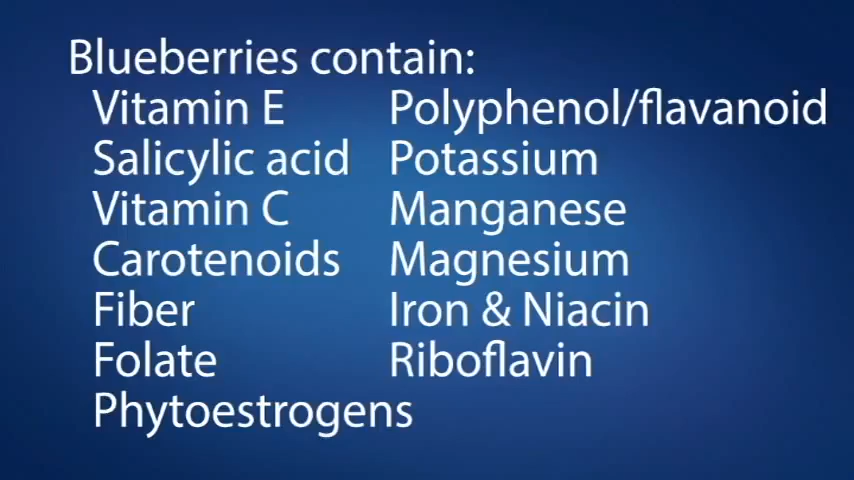 Blueberries contain:
Vitamin E
Salicylic acid
Vitamin C
Carotenoids
Fiber
Folate
Phytoestrogens
Polyphenol/flavanoid
Potassium
Manganese
Magnesium
Iron & Niacin
Riboflavin